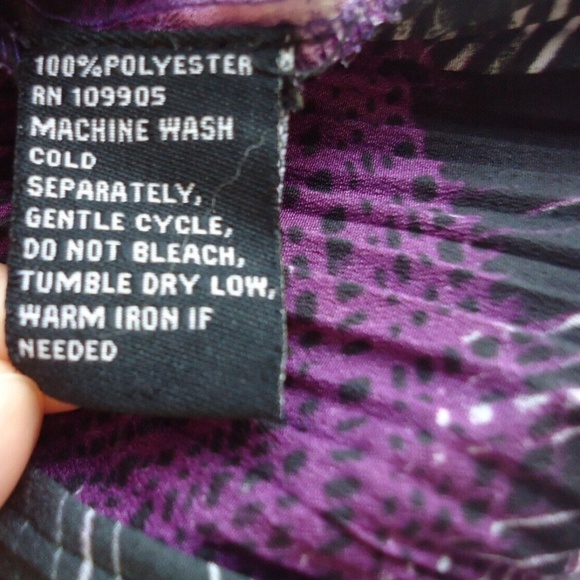 100%POLYESTER
RN 109905
MACHINE WASH
COLD
SEPARATELY,
GENTLE CYCLE,
DO NOT BLEACH,
TUMBLE DRY LOW,
WARM IRON IF
NEEDED